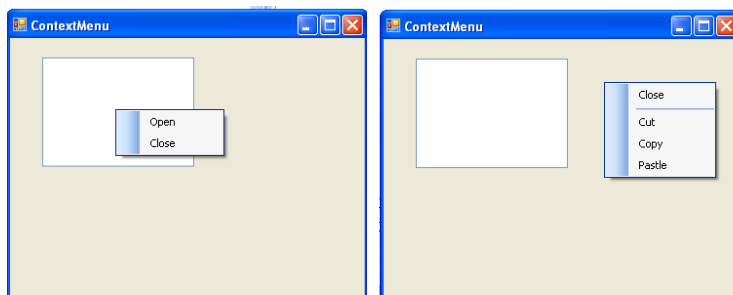 ContextMenu
Open
Close
ContextMenu
Close
Cut
Copy
Pastle